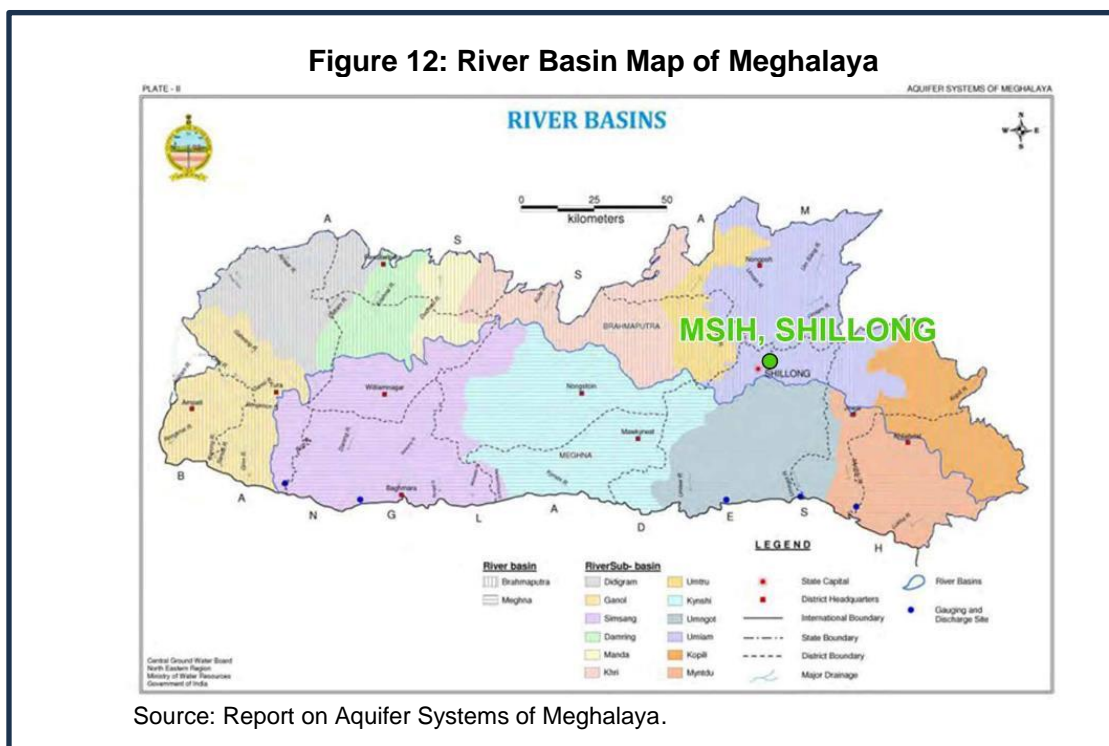 Figure 12: River Basin Map of Meghalaya
PLATE - II
AQUIFER SYSTEMS OF MEGHALAYA
RIVER BASINS
N
W E
S
0 25 50
kilometers
A
S
S
A
M
Nongpoh
BRAHMAPUTRA
MSIH, SHILLONG
SHILLONG
Tura
Williamnagar
Nongstoin
Ampati
Mawkyrwat
MEGHNA
Baghmara
B
A
N
G
L
A
D
E
S
H
LEGEND
River basin
Brahmaputra
Meghna
RiverSub- basin
Didigram
Ganol
Simsang
Damring
Manda
Khri
Umtru
Kynshi
Umngot
Umiam
Kopili
Myntdu
State Capital
District Headquarters
International Boundary
State Boundary
District Boundary
Major Drainage
River Basins
Gauging and
Discharge Site
Central Ground Water Board
North Eastern Region
Ministry of Water Resources
Government of India
Source: Report on Aquifer Systems of Meghalaya.